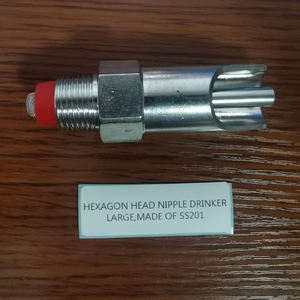 HEXAGON HEAD NIPPLE DRINKER
LARGE,MADE OF SS201